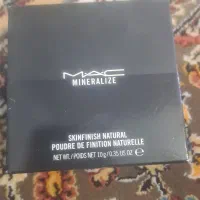 MAC
MINERALIZE
SKINFINISH NATURAL
POUDRE DE FINITION NATURELLE
NET WT./POIDS NET 10g/0.35 US OZ ℮